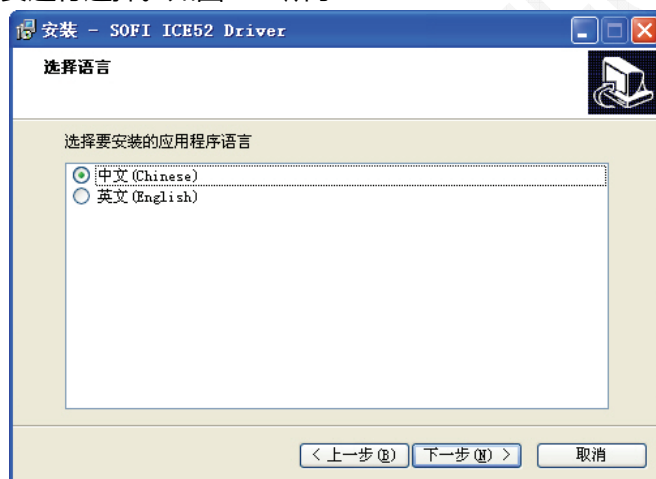 安装 - SOFI ICE52 Driver
选择语言
选择要安装的应用程序语言
中文(Chinese)
英文(English)
< 上一步(B) 下一步(N) > 取消